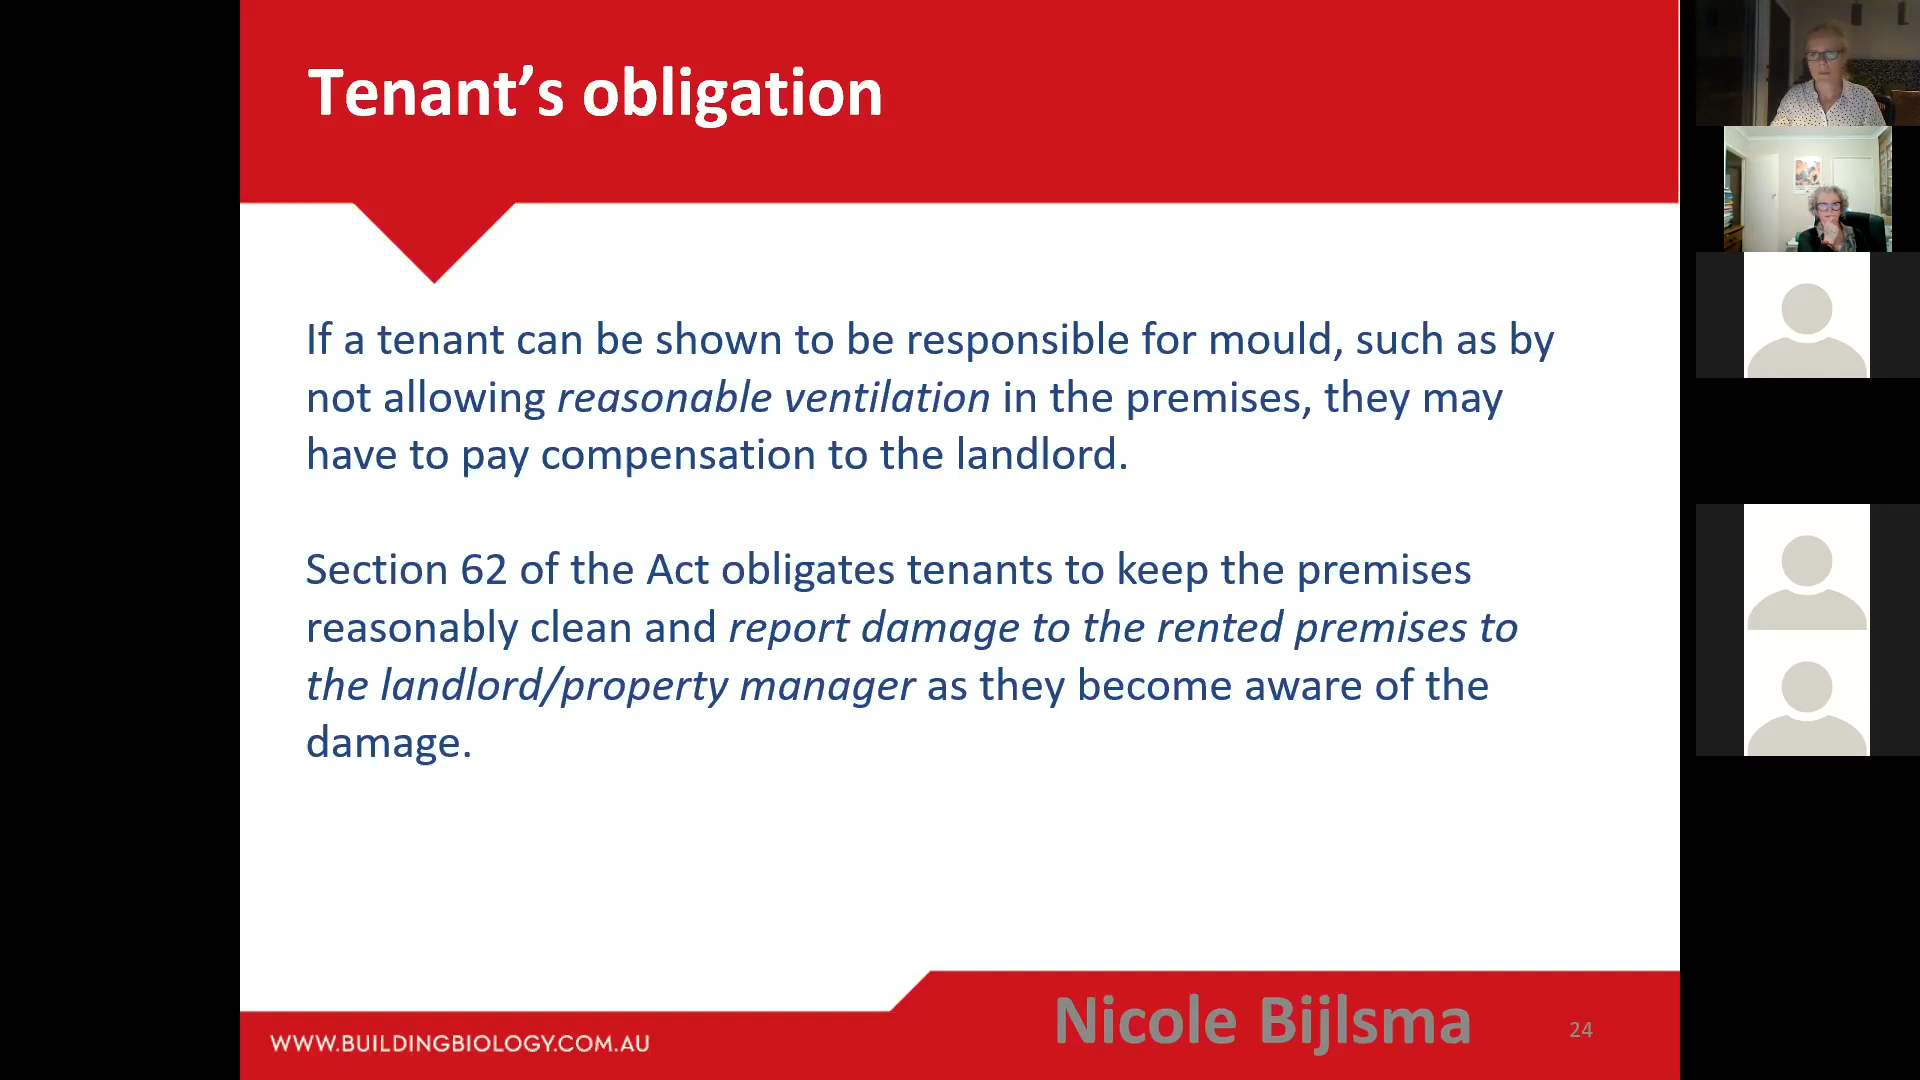 Tenant’s obligation
If a tenant can be shown to be responsible for mould, such as by
not allowing reasonable ventilation in the premises, they may
have to pay compensation to the landlord.
Section 62 of the Act obligates tenants to keep the premises
reasonably clean and report damage to the rented premises to
the landlord/property manager as they become aware of the
damage.
WWW.BUILDINGBIOLOGY.COM.AU
Nicole Bijlsma
24